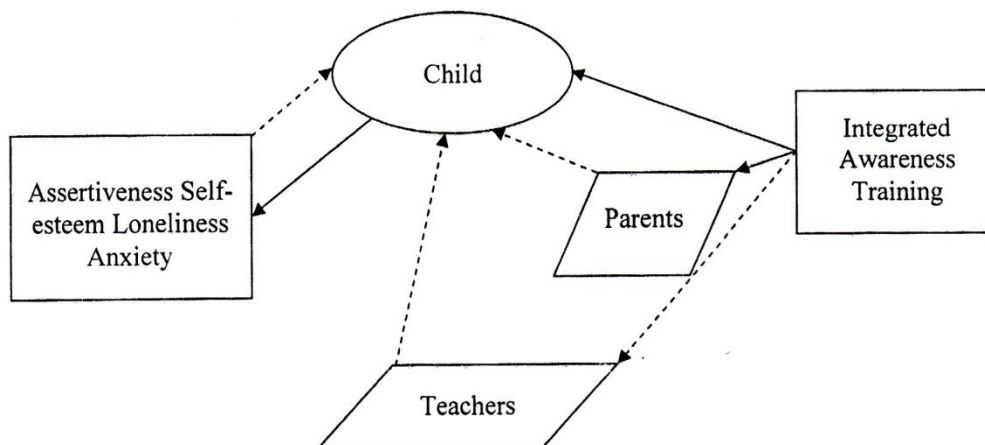 Child
Integrated
Awareness
Training
Assertiveness Self-
esteem Loneliness
Anxiety
Parents
Teachers